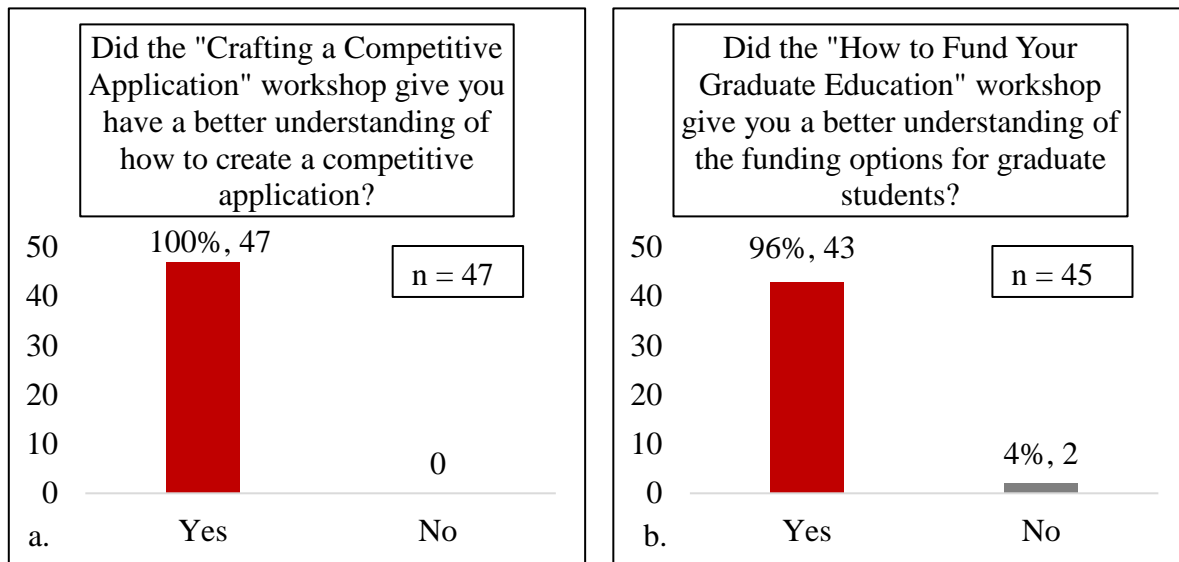 Did the "Crafting a Competitive
Application" workshop give you
have a better understanding of
how to create a competitive
application?
50
40
30
20
10
0
100%, 47
n = 47
0
Yes
No
a.
Did the "How to Fund Your
Graduate Education" workshop
give you a better understanding of
the funding options for graduate
students?
50
40
30
20
10
0
96%, 43
n = 45
4%, 2
Yes
No
b.